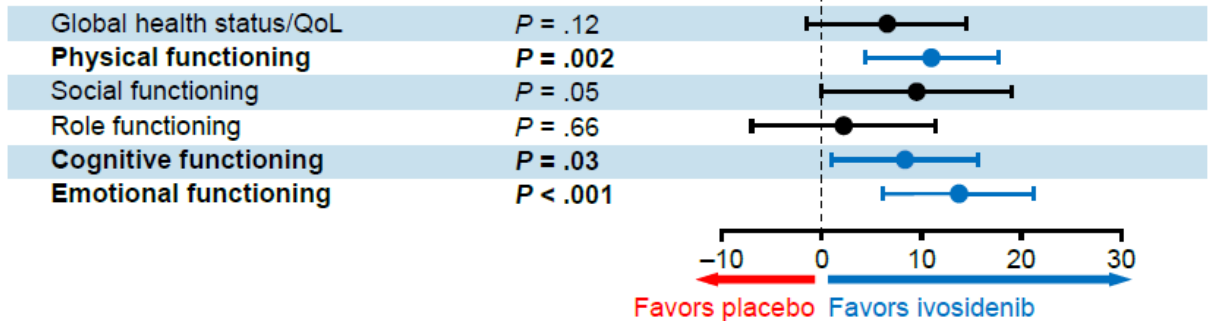 Global health status/QoL P = .12
Physical functioning P = .002
Social functioning P = .05
Role functioning P = .66
Cognitive functioning P = .03
Emotional functioning P < .001
–10 0 10 20 30
Favors placebo Favors ivosidenib